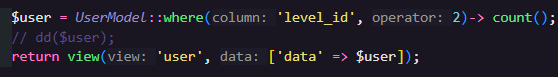 $user = UserModel::where(column: 'level_id', operator: 2)-> count();
// dd($user);
return view(view: 'user', data: ['data' => $user]);